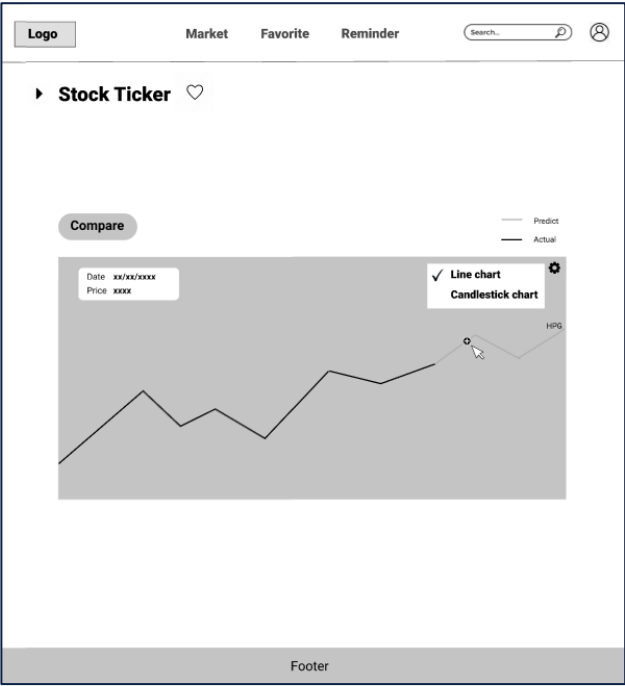 Logo
Market Favorite Reminder
Search...
Stock Ticker
Compare
Predict
Actual
Date xx/xx/xxxx
Price xxxx
Line chart
Candlestick chart
HPG
Footer